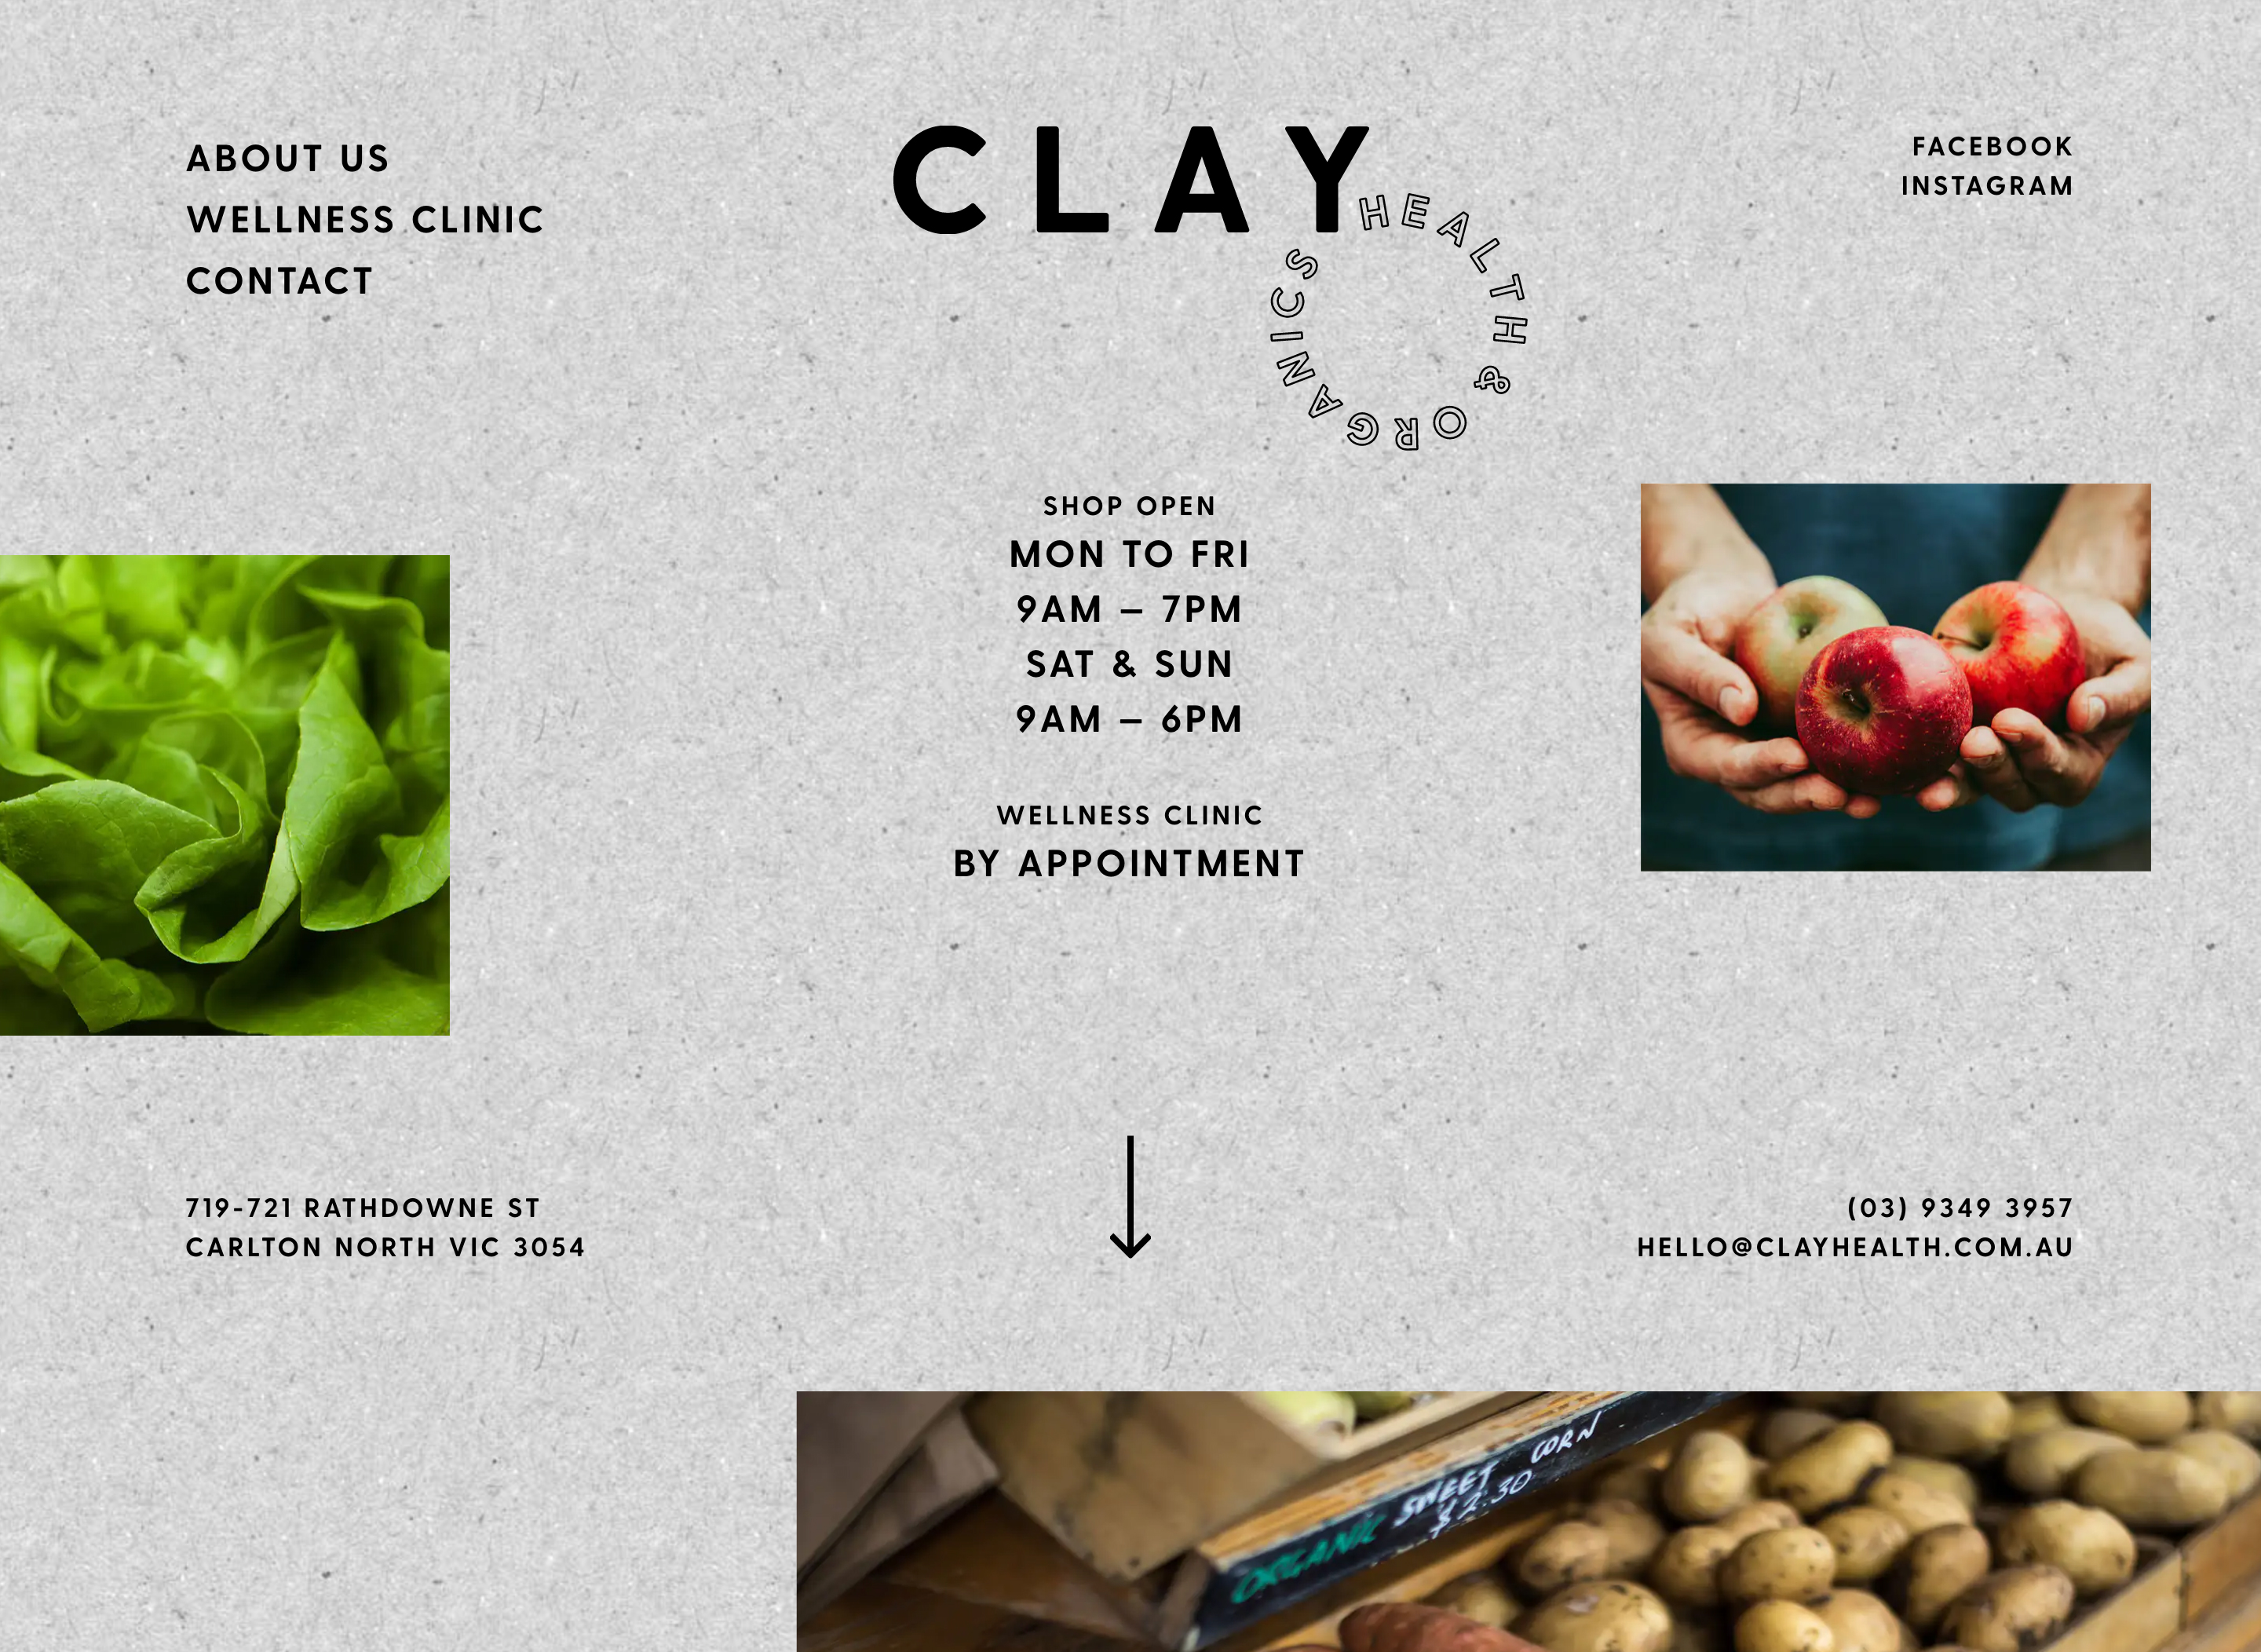 ABOUT US
WELLNESS CLINIC
CONTACT
CLAY
HEALTH & ORGANICS
FACEBOOK
INSTAGRAM
SHOP OPEN
MON TO FRI
9AM – 7PM
SAT & SUN
9AM – 6PM
WELLNESS CLINIC
BY APPOINTMENT
719-721 RATHDOWNE ST
CARLTON NORTH VIC 3054
(03) 9349 3957
HELLO@CLAYHEALTH.COM.AU
ORGANIC SWEET CORN
$2.30